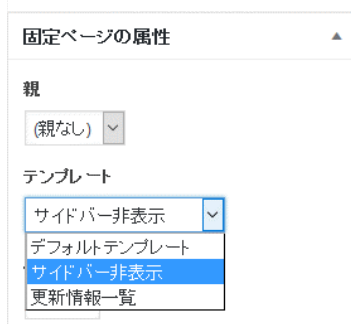 固定ページの属性
親
(親なし)
テンプレート
サイドバー非表示
デフォルトテンプレート
サイドバー非表示
更新情報一覧